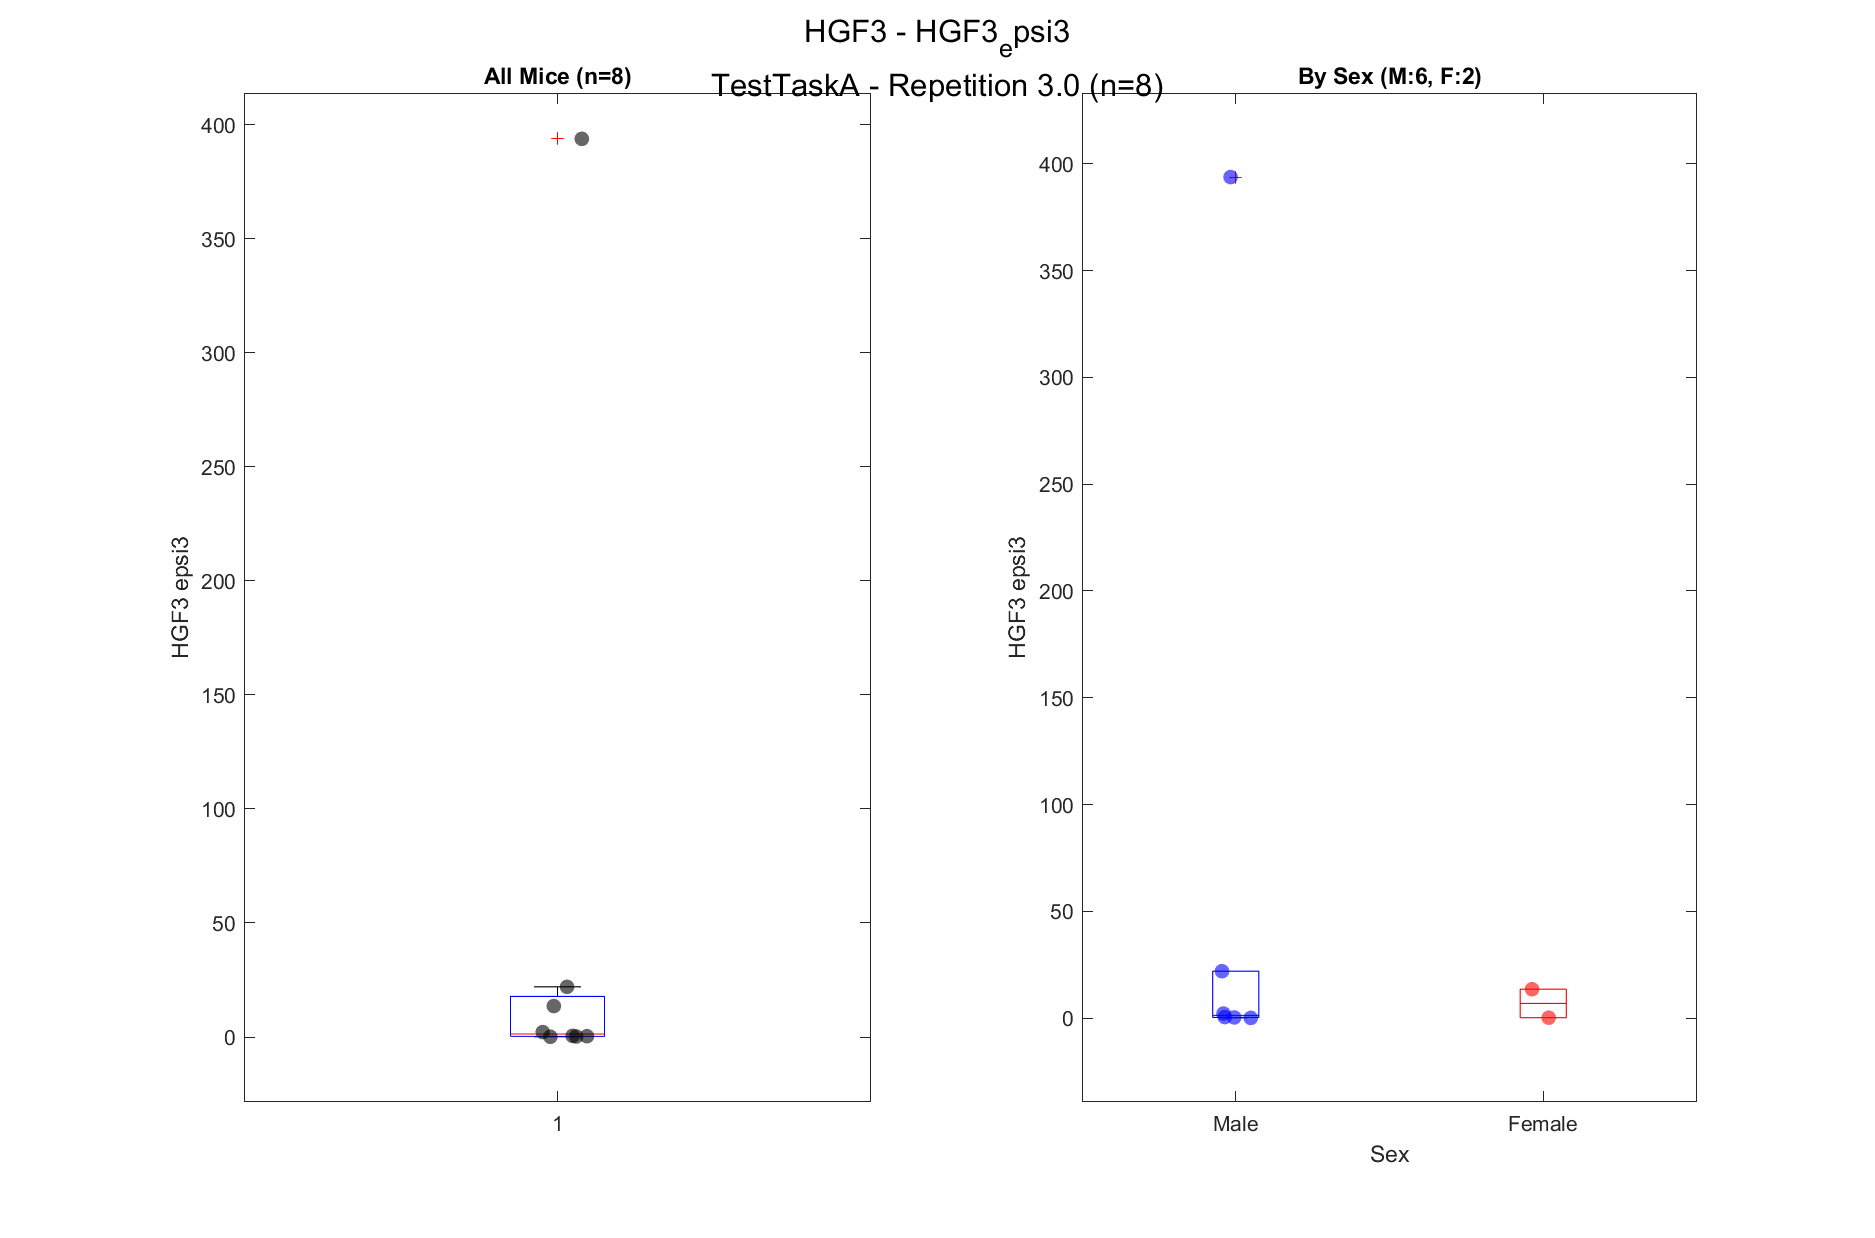 HGF3 - HGF3_epsi3
TestTaskA - Repetition 3.0 (n=8)
All Mice (n=8)
HGF3 epsi3
400
350
300
250
200
150
100
50
0
1
By Sex (M:6, F:2)
HGF3 epsi3
400
350
300
250
200
150
100
50
0
Male
Female
Sex